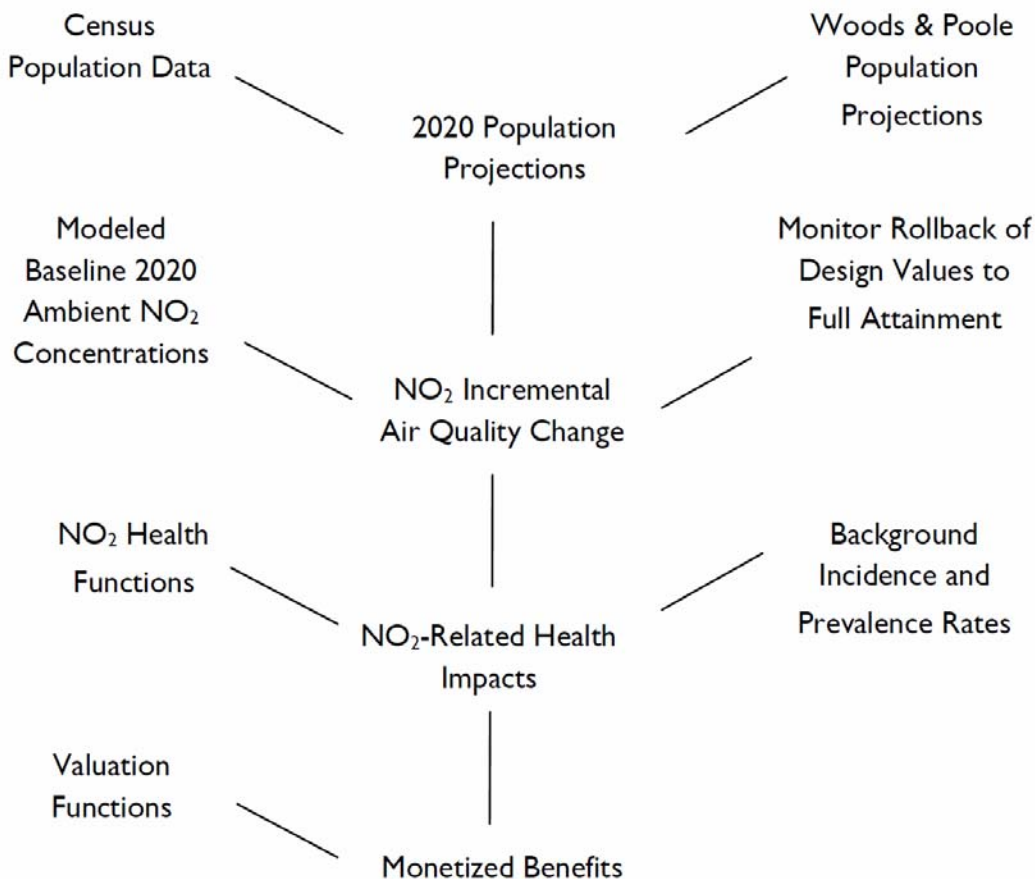 Census
Population Data
Woods & Poole
Population
Projections
2020 Population
Projections
Modeled
Baseline 2020
Ambient NO₂
Concentrations
Monitor Rollback of
Design Values to
Full Attainment
NO₂ Incremental
Air Quality Change
NO₂ Health
Functions
Background
Incidence and
Prevalence Rates
NO₂-Related Health
Impacts
Valuation
Functions
Monetized Benefits